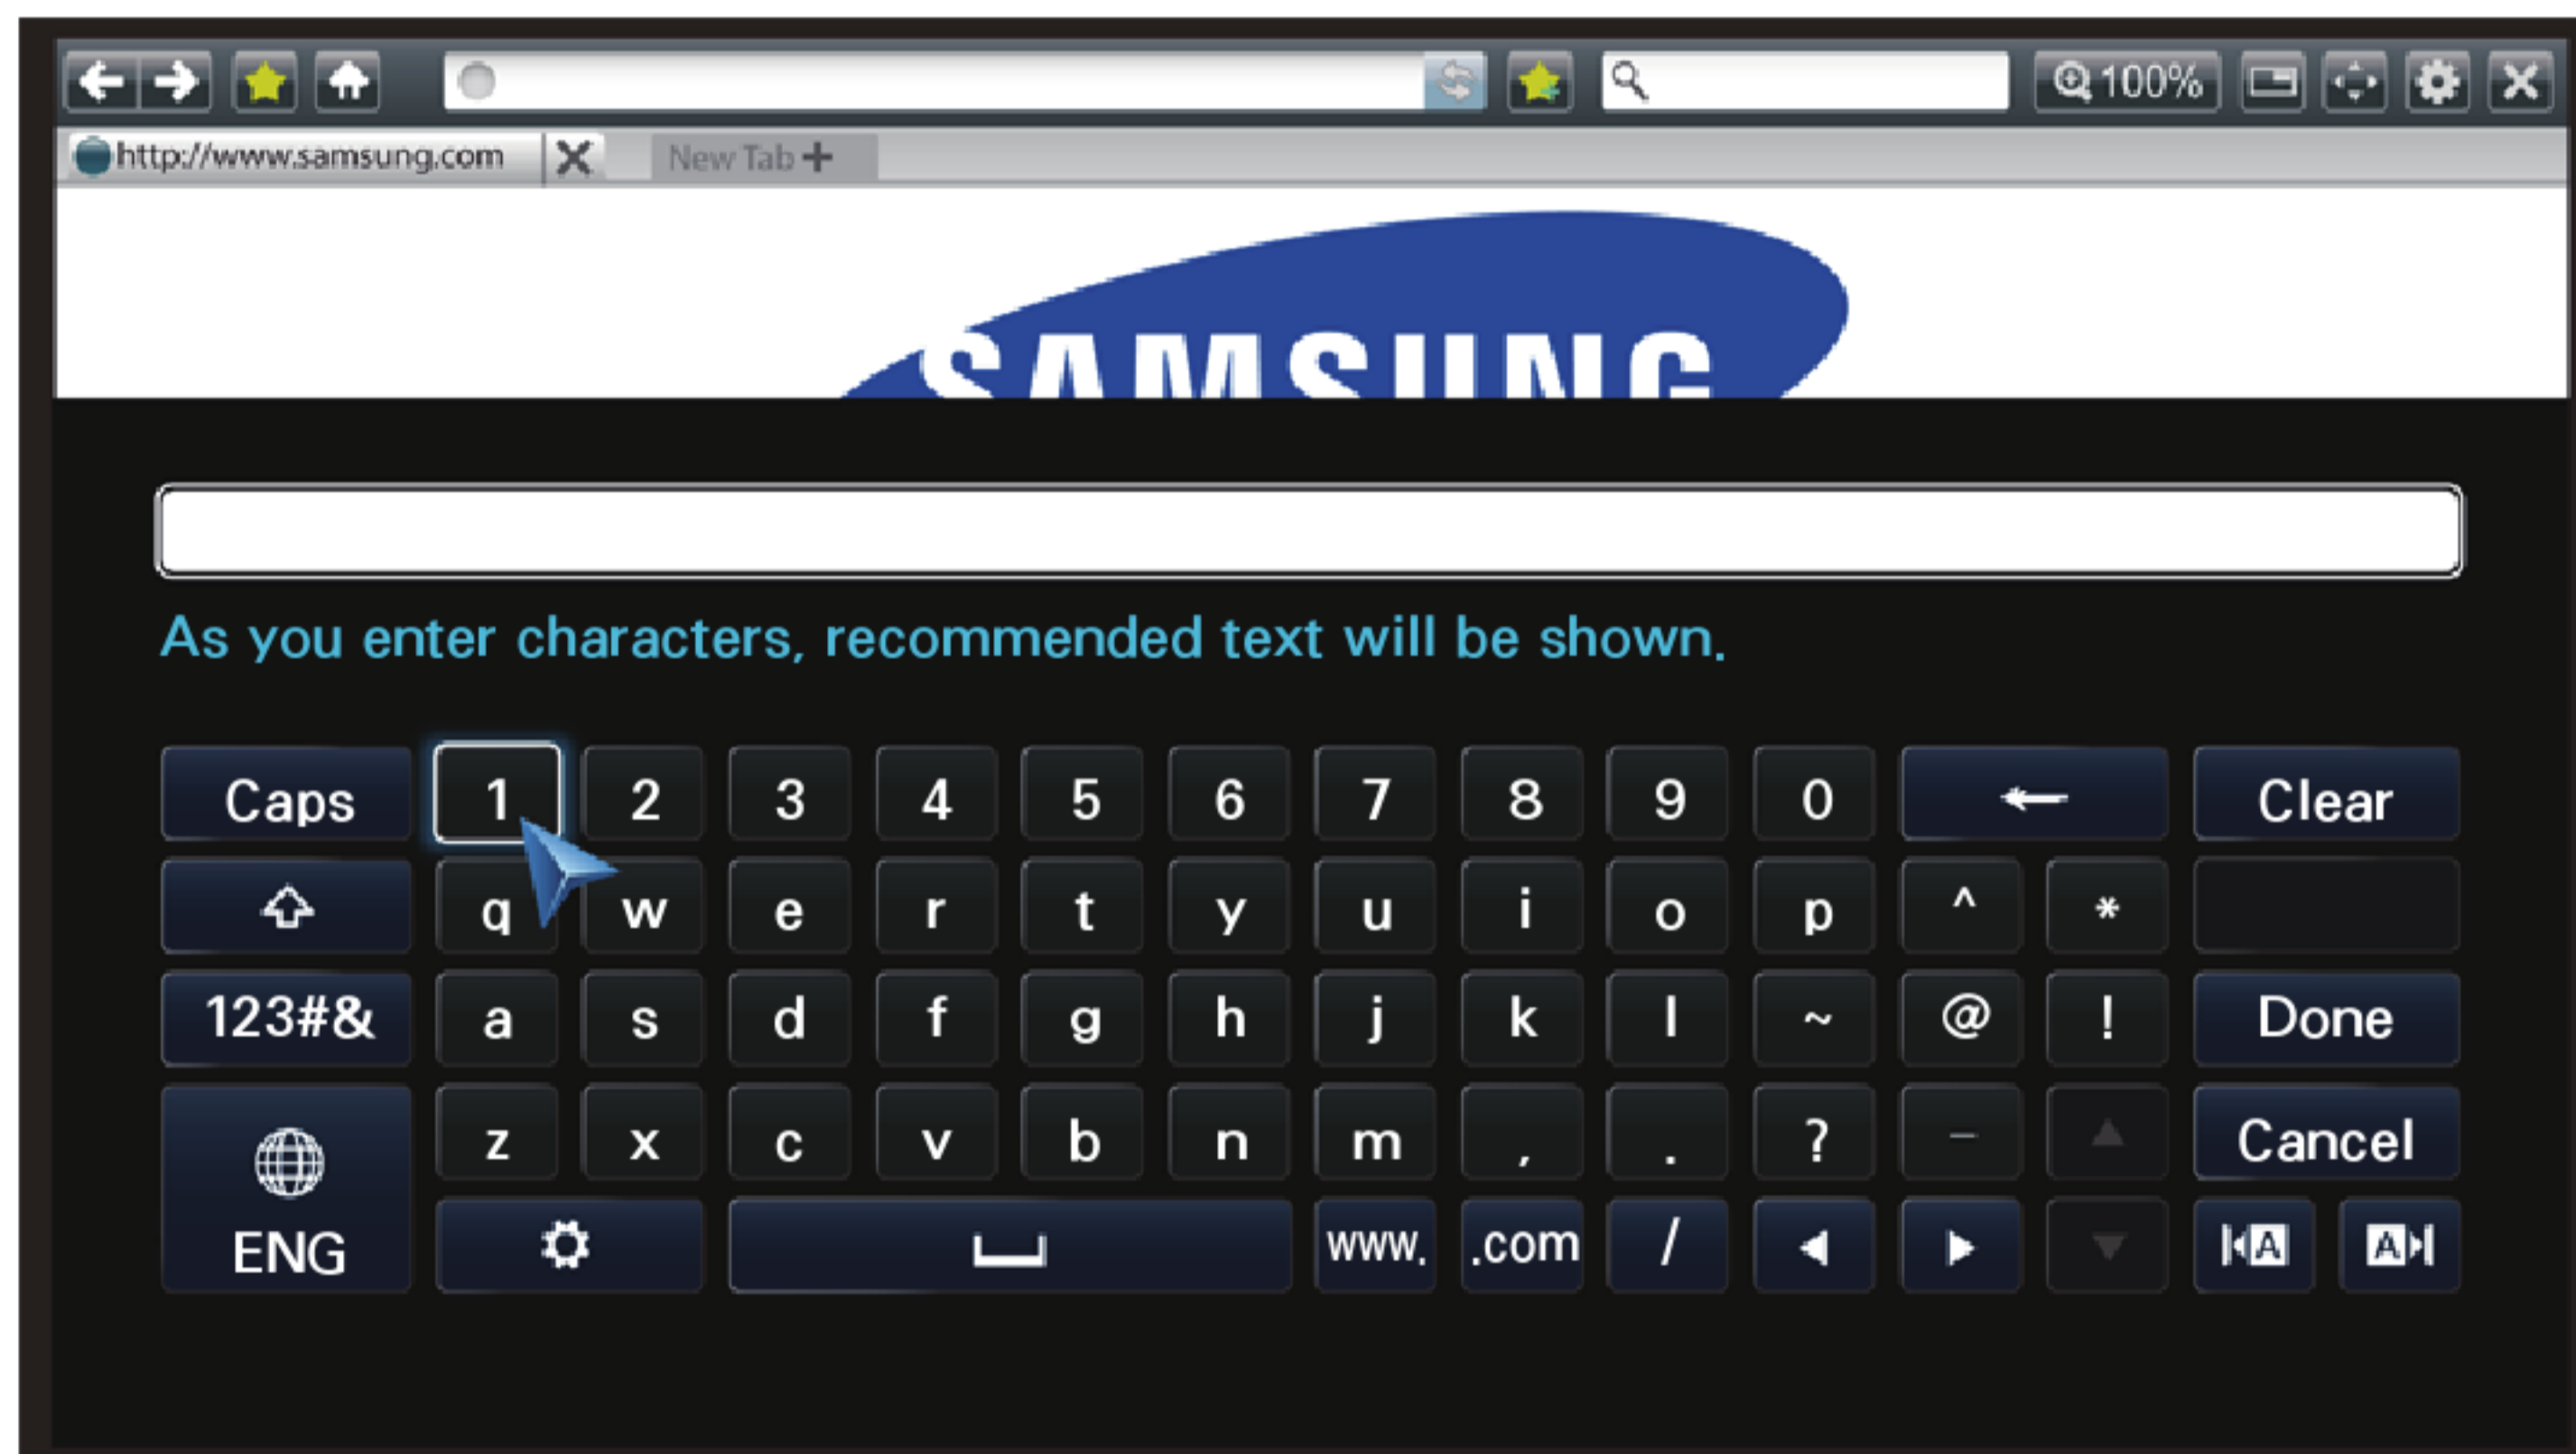 100%
http://www.samsung.com New Tab
SAMSUNG
As you enter characters, recommended text will be shown.
Caps 1 2 3 4 5 6 7 8 9 0 Clear
q w e r t y u i o p ^ *
123#& a s d f g h j k l ~ @ ! Done
z x c v b n m , . ? – Cancel
ENG www. .com / A A